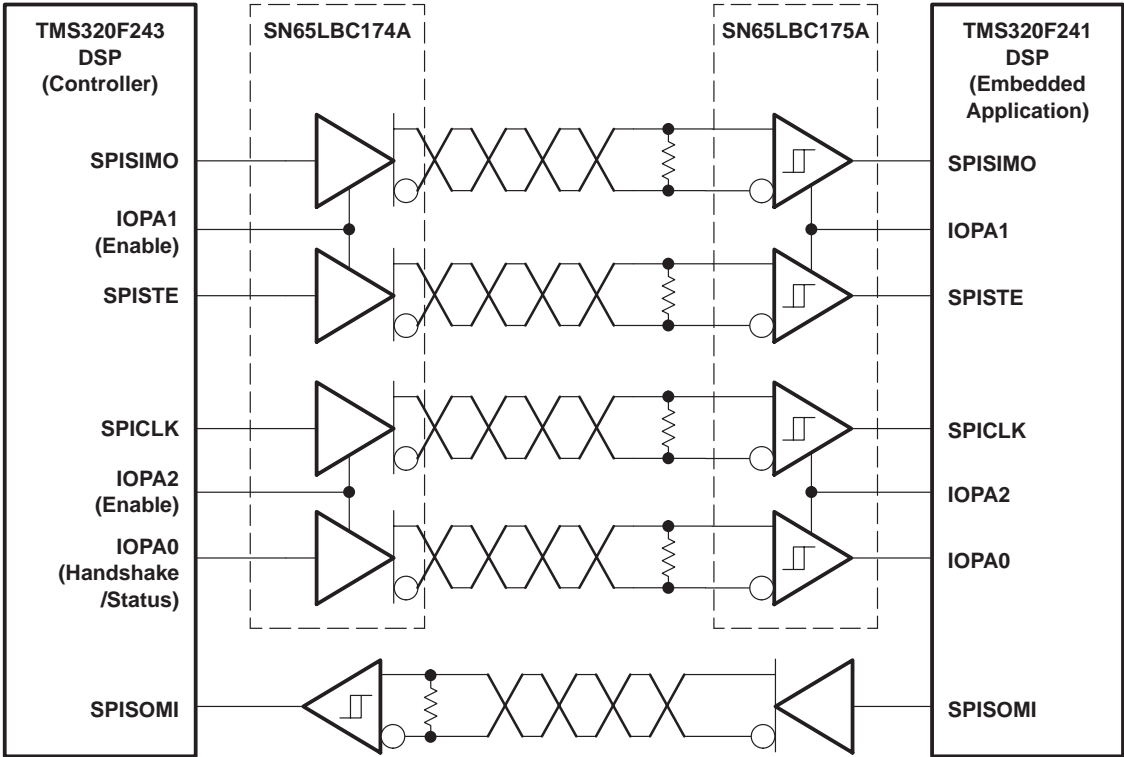 TMS320F243
DSP
(Controller)
SPISIMO
IOPA1
(Enable)
SPISTE
SPICLK
IOPA2
(Enable)
IOPA0
(Handshake
/Status)
SPISOMI
SN65LBC174A
SN65LBC175A
TMS320F241
DSP
(Embedded
Application)
SPISIMO
IOPA1
SPISTE
SPICLK
IOPA2
IOPA0
SPISOMI